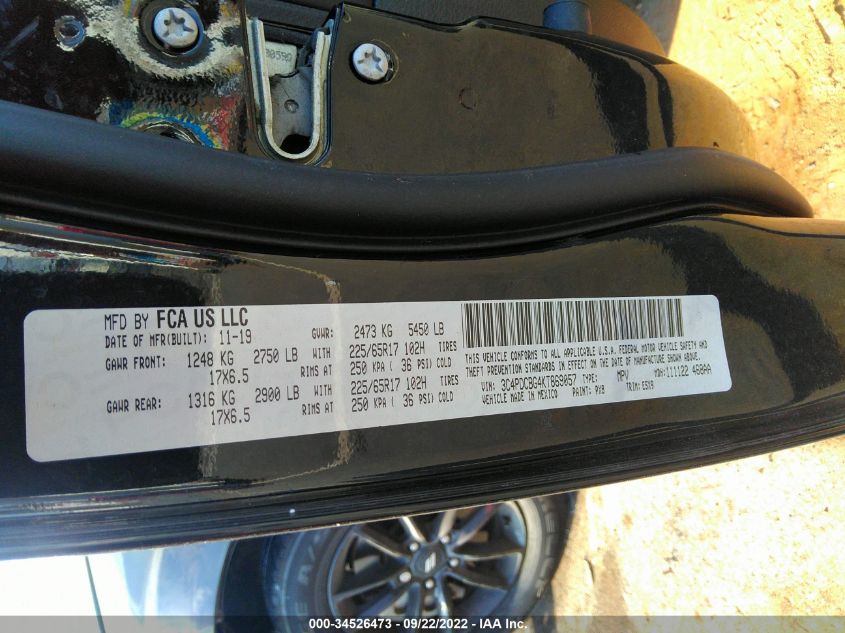 MFD BY FCA US LLC
DATE OF MFR(BUILT): 11-19 GVWR: 2473 KG 5450 LB
GAWR FRONT: 1248 KG 2750 LB WITH 225/65R17 102H TIRES
17X6.5 RIMS AT 250 KPA ( 36 PSI) COLD
GAWR REAR: 1316 KG 2900 LB WITH 225/65R17 102H TIRES
17X6.5 RIMS AT 250 KPA ( 36 PSI) COLD
THIS VEHICLE CONFORMS TO ALL APPLICABLE U.S.A. FEDERAL MOTOR VEHICLE SAFETY AND
THEFT PREVENTION STANDARDS IN EFFECT ON THE DATE OF MANUFACTURE SHOWN ABOVE.
VIN: 3C4PDCBG4KT869057 TYPE: MPV MDH: 111122 468AA
VEHICLE MADE IN MEXICO PAINT: PX8 TRIM: E5X9
000-34526473 - 09/22/2022 - IAA Inc.